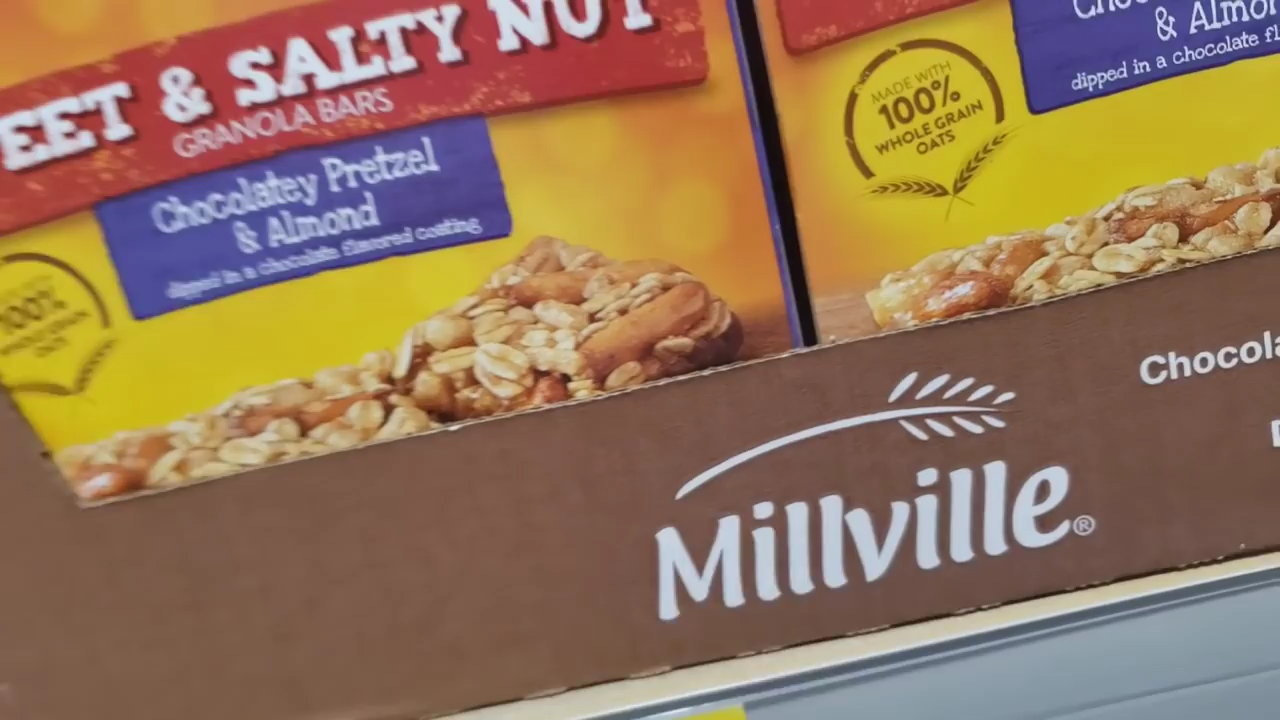 EET & SALTY NUT
GRANOLA BARS
Chocolatey Pretzel
& Almond
dipped in a chocolate flavored coating
100%
& Almon
dipped in a chocolate fl
MADE WITH
100%
WHOLE GRAIN
OATS
Chocola
Millville®